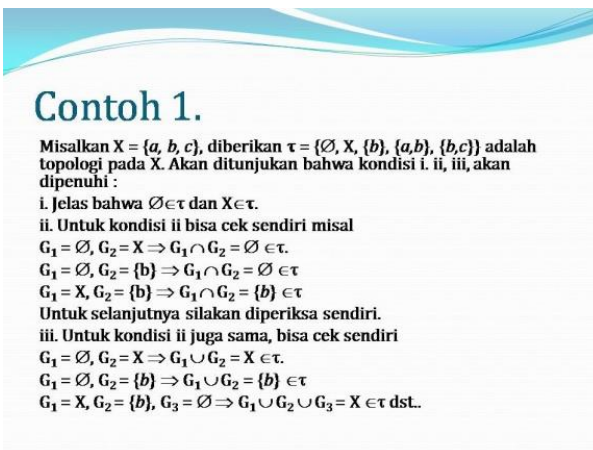 Contoh 1.
Misalkan X = {a, b, c}, diberikan τ = {∅, X, {b}, {a,b}, {b,c}} adalah
topologi pada X. Akan ditunjukan bahwa kondisi i. ii, iii, akan
dipenuhi :
i. Jelas bahwa ∅∈τ dan X∈τ.
ii. Untuk kondisi ii bisa cek sendiri misal
G₁ = ∅, G₂ = X ⇒ G₁∩G₂ = ∅ ∈τ.
G₁ = ∅, G₂ = {b} ⇒ G₁∩G₂ = ∅ ∈τ
G₁ = X, G₂ = {b} ⇒ G₁∩G₂ = {b} ∈τ
Untuk selanjutnya silakan diperiksa sendiri.
iii. Untuk kondisi ii juga sama, bisa cek sendiri
G₁ = ∅, G₂ = X ⇒ G₁∪G₂ = X ∈τ.
G₁ = ∅, G₂ = {b} ⇒ G₁∪G₂ = {b} ∈τ
G₁ = X, G₂ = {b}, G₃ = ∅ ⇒ G₁∪G₂∪G₃ = X ∈τ dst..